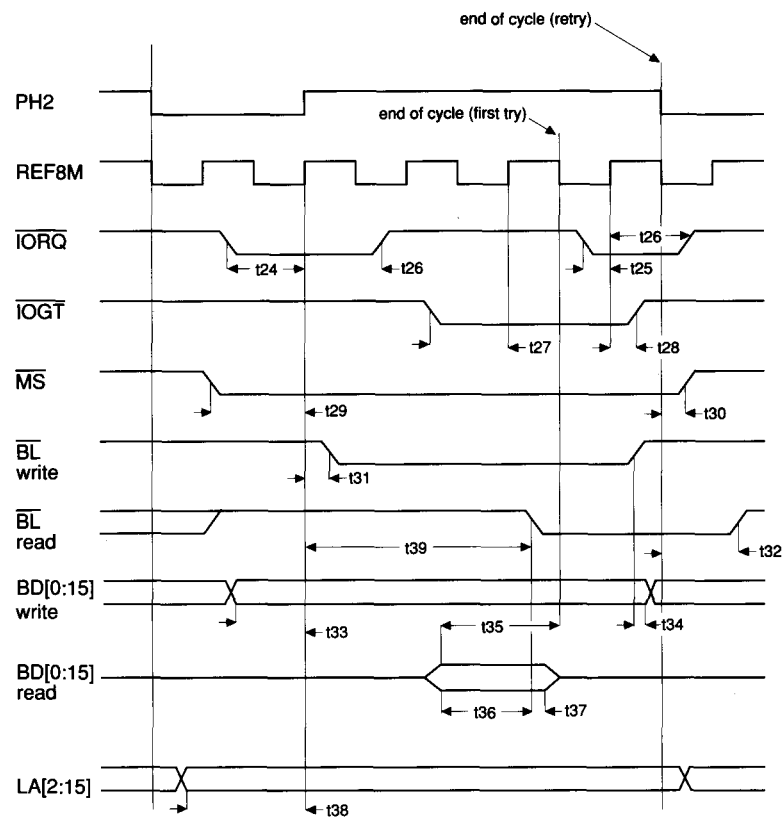 end of cycle (retry)
PH2
end of cycle (first try)
REF8M
IORQ
t26
t24
t26
t25
IOGT
t27
t28
MS
t29
t30
BL
write
t31
BL
read
t39
t32
BD[0:15]
write
t33
t35
t34
BD[0:15]
read
t36
t37
LA[2:15]
t38